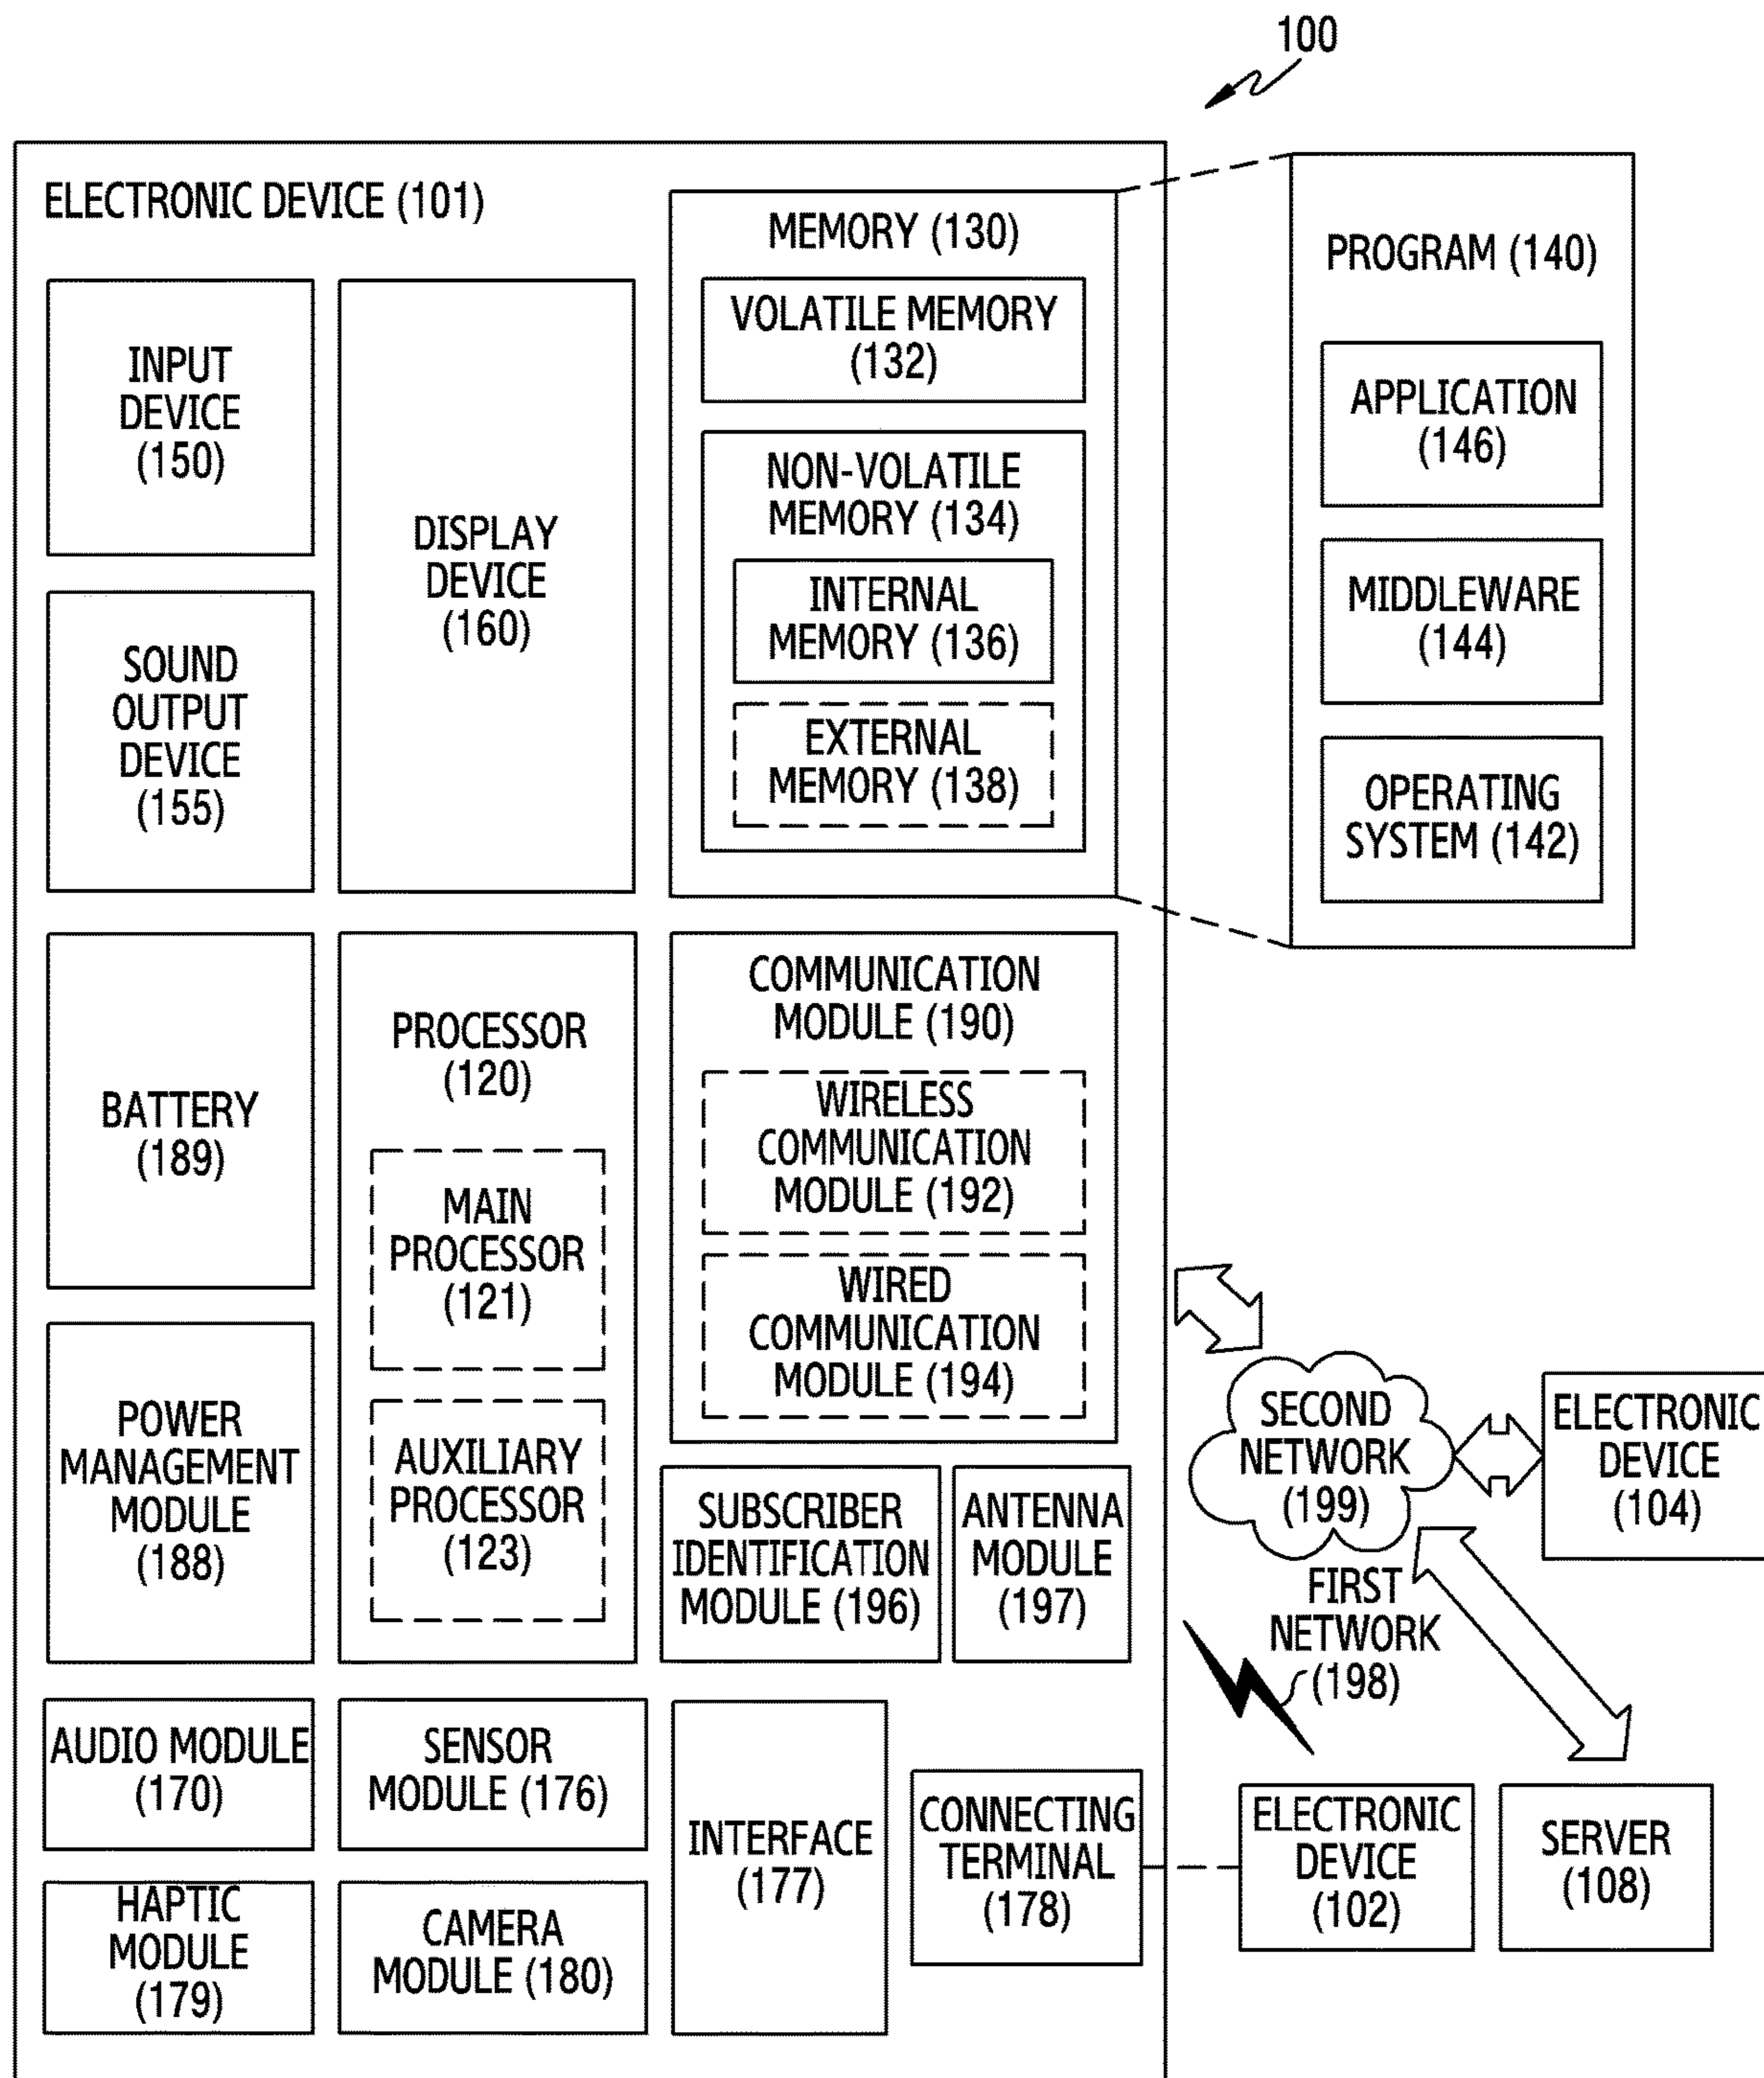 100
ELECTRONIC DEVICE (101)
INPUT
DEVICE
(150)
SOUND
OUTPUT
DEVICE
(155)
DISPLAY
DEVICE
(160)
MEMORY (130)
VOLATILE MEMORY
(132)
NON-VOLATILE
MEMORY (134)
INTERNAL
MEMORY (136)
EXTERNAL
MEMORY (138)
PROGRAM (140)
APPLICATION
(146)
MIDDLEWARE
(144)
OPERATING
SYSTEM (142)
BATTERY
(189)
POWER
MANAGEMENT
MODULE
(188)
PROCESSOR
(120)
MAIN
PROCESSOR
(121)
AUXILIARY
PROCESSOR
(123)
COMMUNICATION
MODULE (190)
WIRELESS
COMMUNICATION
MODULE (192)
WIRED
COMMUNICATION
MODULE (194)
SUBSCRIBER
IDENTIFICATION
MODULE (196)
ANTENNA
MODULE
(197)
SECOND
NETWORK
(199)
ELECTRONIC
DEVICE
(104)
FIRST
NETWORK
(198)
AUDIO MODULE
(170)
SENSOR
MODULE (176)
HAPTIC
MODULE
(179)
CAMERA
MODULE (180)
INTERFACE
(177)
CONNECTING
TERMINAL
(178)
ELECTRONIC
DEVICE
(102)
SERVER
(108)